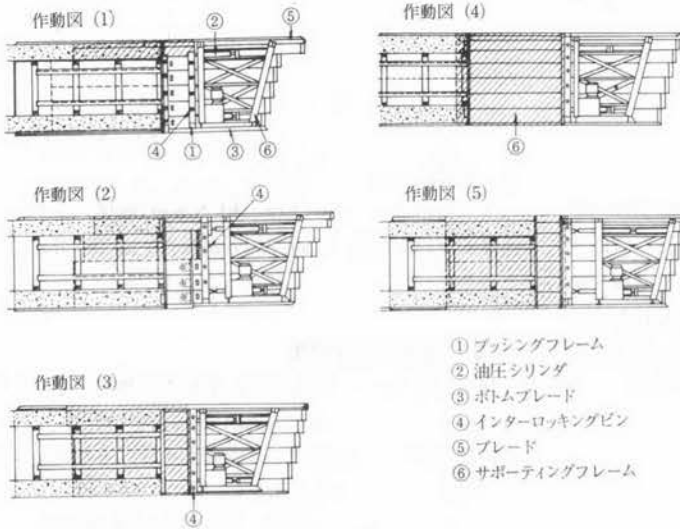 作動図 (1)
② ⑤
④ ① ③ ⑥
作動図 (4)
⑥
作動図 (2)
④
作動図 (5)
作動図 (3)
④
① プッシングフレーム
② 油圧シリンダ
③ ボトムブレード
④ インターロッキングピン
⑤ ブレード
⑥ サポーティングフレーム